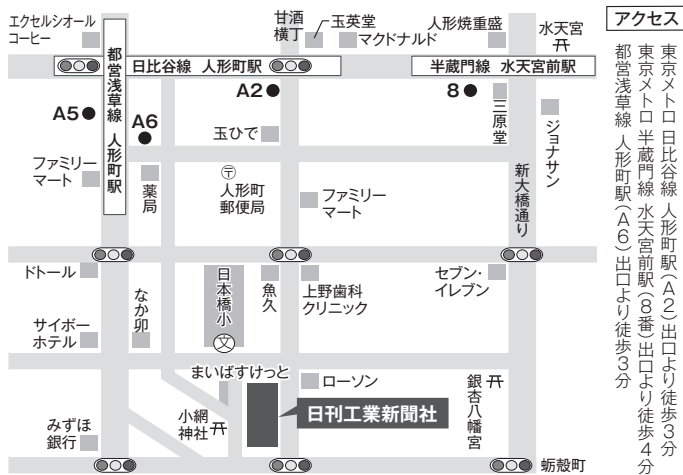 エクセルシオール
コーヒー
甘酒
横丁
玉英堂
マクドナルド
人形焼重盛
水天宮
アクセス
日比谷線 人形町駅
半蔵門線 水天宮前駅
都営浅草線 人形町駅
A5
A6
A2
8
三原堂
ジョナサン
玉ひで
ファミリー
マート
薬局
〒
人形町
郵便局
ファミリー
マート
新大橋通り
ドトール
なか卯
日本橋小
文
魚久
上野歯科
クリニック
セブン-
イレブン
サイボー
ホテル
まいばすけっと
ローソン
銀杏八幡宮
小網
神社
日刊工業新聞社
みずほ
銀行
蛎殻町
東京メトロ 日比谷線 人形町駅(A2)出口より徒歩3分
東京メトロ 半蔵門線 水天宮前駅(8番)出口より徒歩4分
都営浅草線 人形町駅(A6)出口より徒歩3分